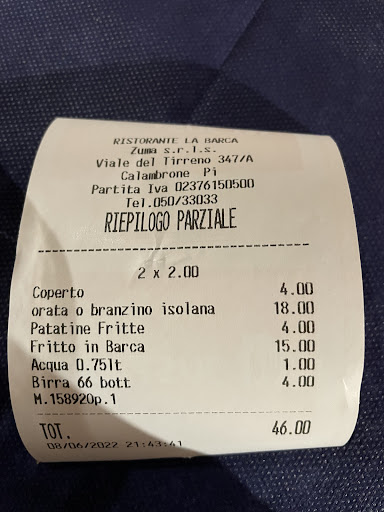 RISTORANTE LA BARCA
Zuma s.r.l.s.
Viale del Tirreno 347/A
Calambrone Pi
Partita Iva 02376150500
Tel.050/33033
RIEPILOGO PARZIALE
2 x 2.00
Coperto 4.00
orata o branzino isolana 18.00
Patatine Fritte 4.00
Fritto in Barca 15.00
Acqua 0.75lt 1.00
Birra 66 bott 4.00
M.158920p.1
TOT. 46.00
08/06/2022 21:43:41